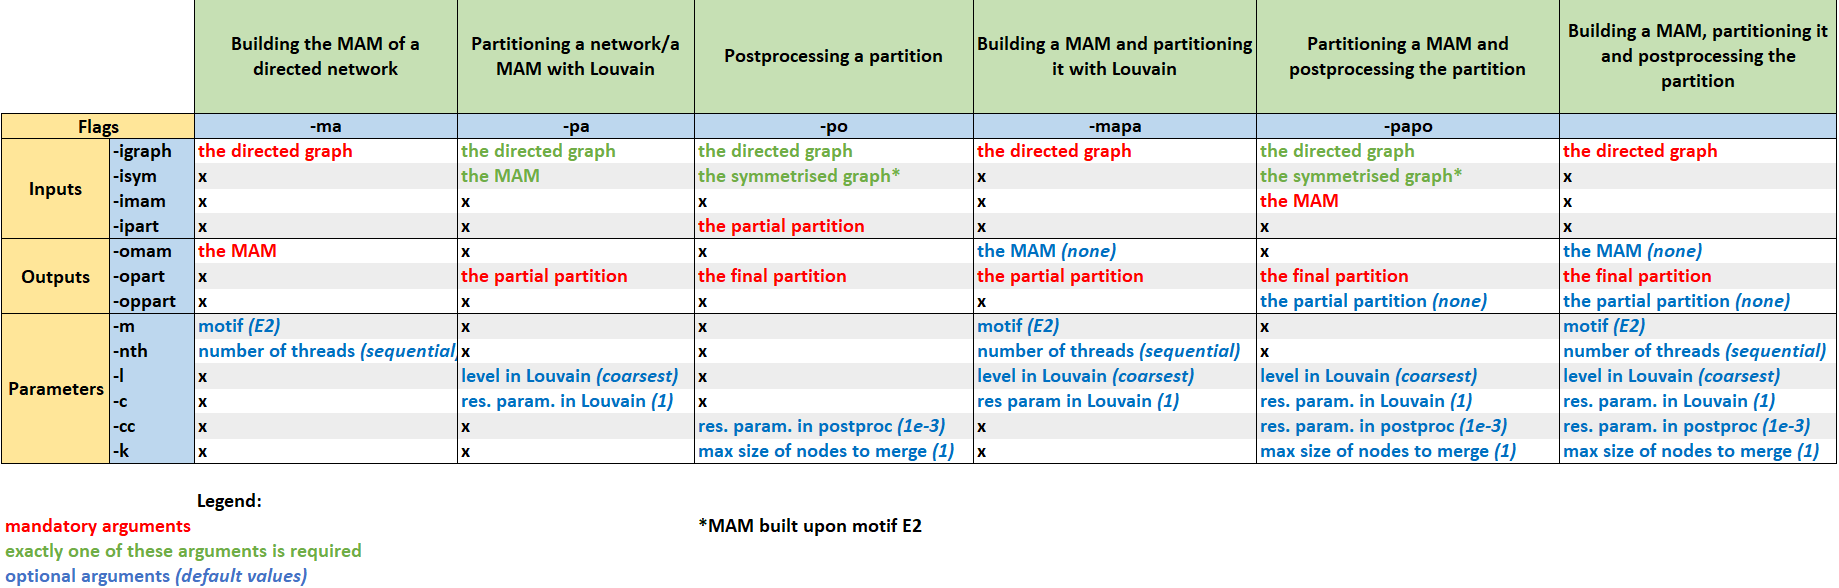 Building the MAM of a directed network Partitioning a network/a MAM with Louvain Postprocessing a partition Building a MAM and partitioning it with Louvain Partitioning a MAM and postprocessing the partition Building a MAM, partitioning it and postprocessing the partition
Flags -ma -pa -po -mapa -papo
Inputs
-igraph the directed graph the directed graph the directed graph the directed graph the directed graph the directed graph
-isym x the MAM the symmetrised graph* x the symmetrised graph* x
-imam x x x x the MAM x
-ipart x x the partial partition x x x
Outputs
-omam the MAM x x the MAM (none) x the MAM (none)
-opart x the partial partition the final partition the partial partition the final partition the final partition
-oppart x x x x the partial partition (none) the partial partition (none)
Parameters
-m motif (E2) x x motif (E2) x motif (E2)
-nth number of threads (sequential) x x number of threads (sequential) x number of threads (sequential)
-l x level in Louvain (coarsest) x level in Louvain (coarsest) level in Louvain (coarsest) level in Louvain (coarsest)
-c x res. param. in Louvain (1) x res param in Louvain (1) res. param. in Louvain (1) res. param. in Louvain (1)
-cc x x res. param. in postproc (1e-3) x res. param. in postproc (1e-3) res. param. in postproc (1e-3)
-k x x max size of nodes to merge (1) x max size of nodes to merge (1) max size of nodes to merge (1)
Legend:
mandatory arguments *MAM built upon motif E2
exactly one of these arguments is required
optional arguments (default values)